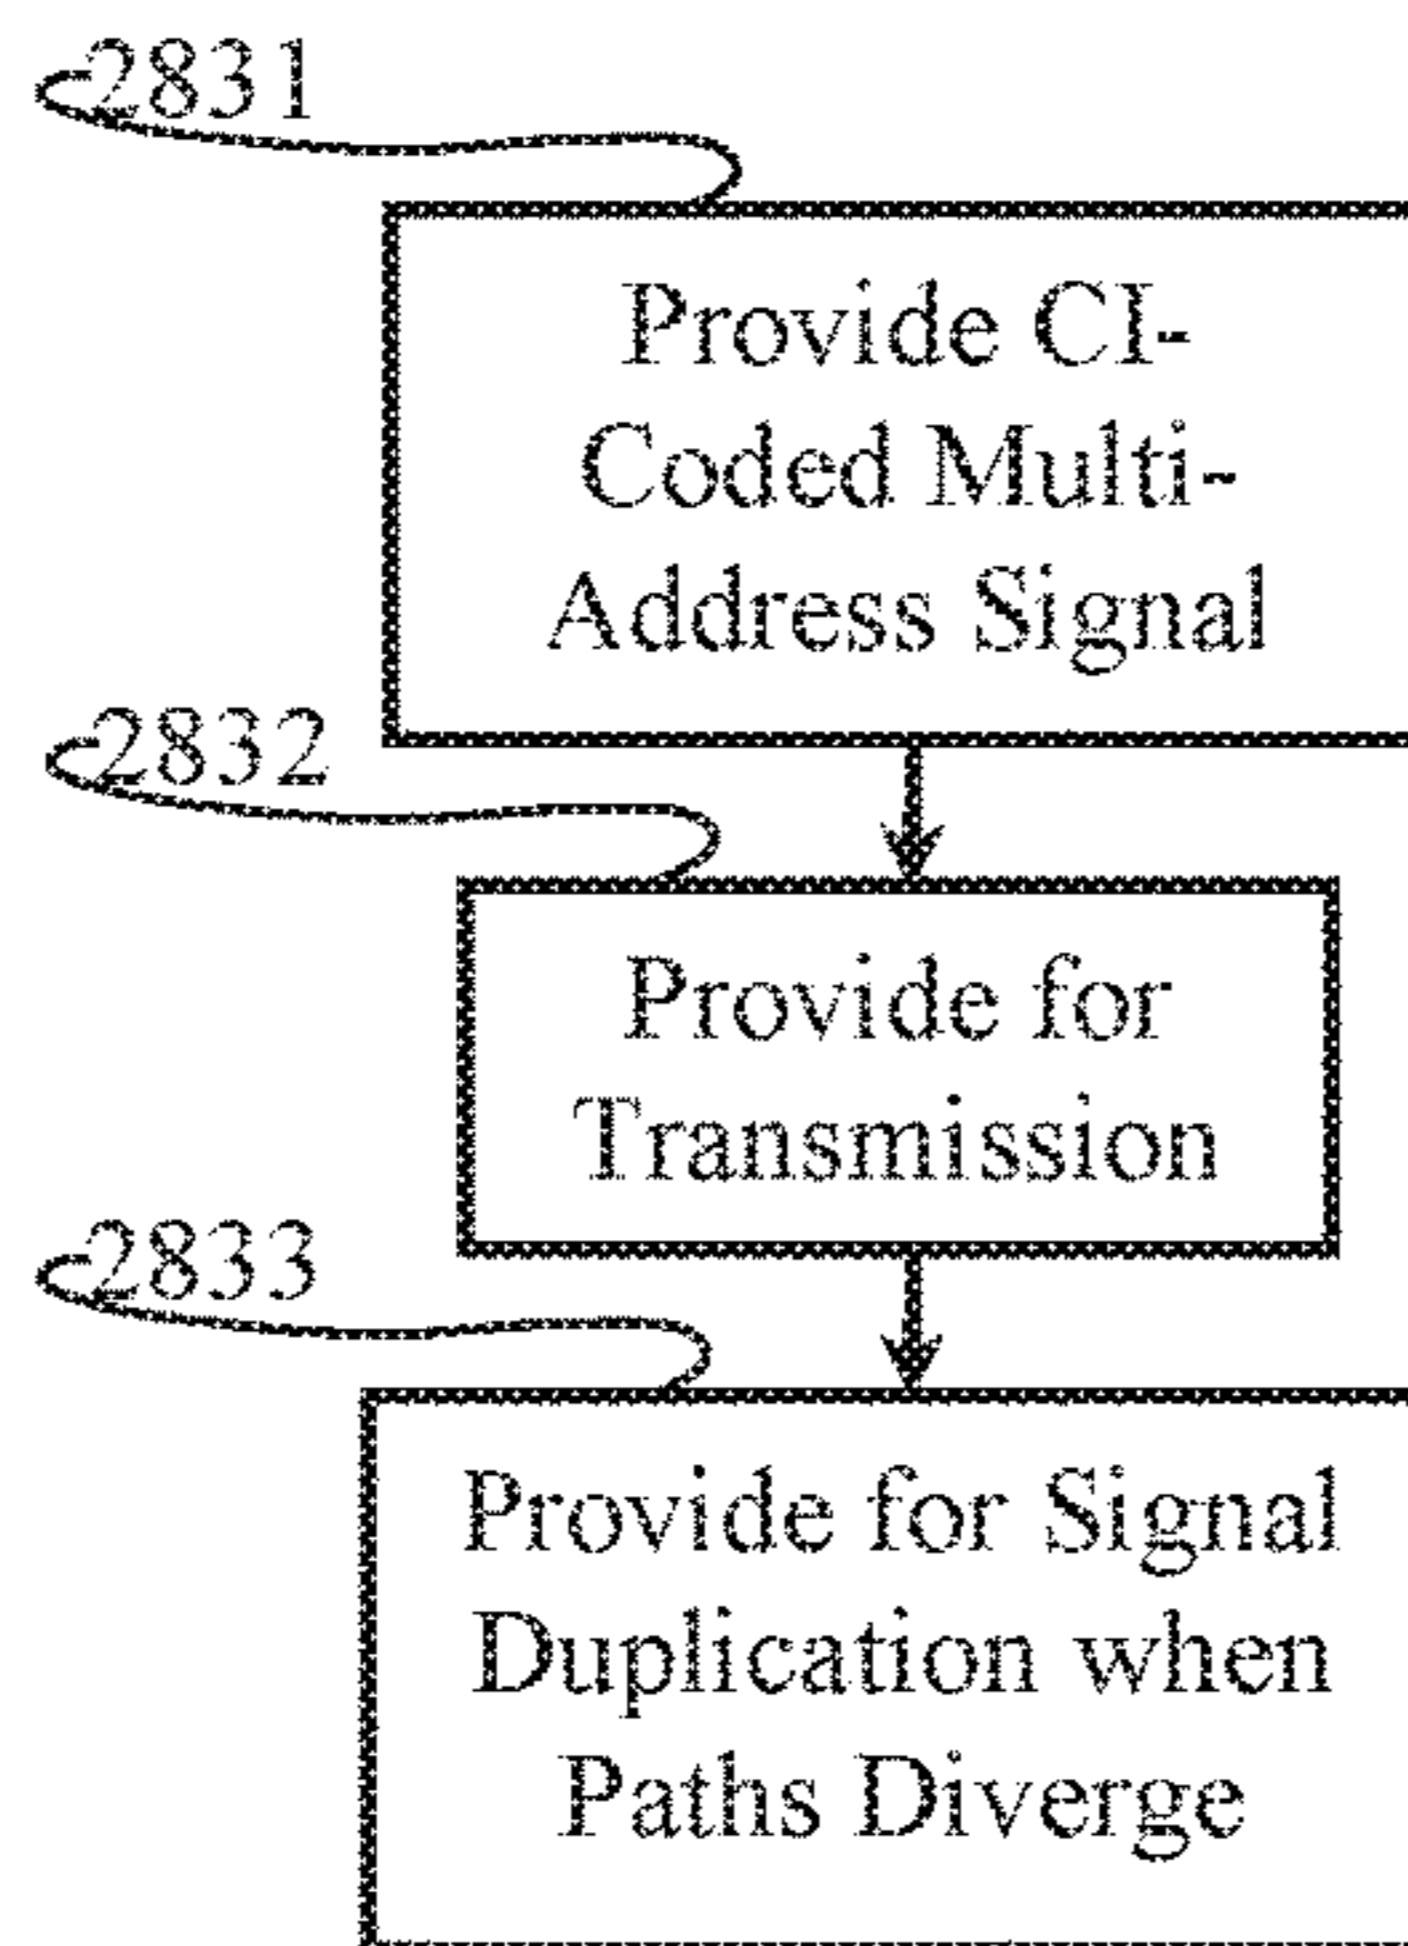 2831
Provide CI-
Coded Multi-
Address Signal
2832
Provide for
Transmission
2833
Provide for Signal
Duplication when
Paths Diverge